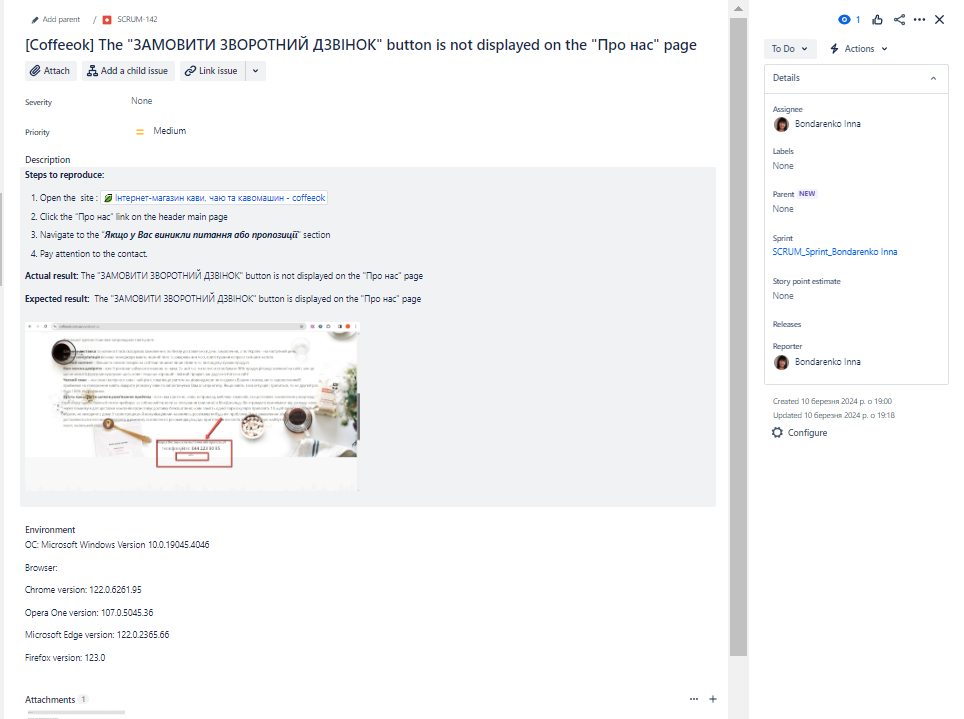 Add parent / SCRUM-142
1
[Coffeeok] The "ЗАМОВИТИ ЗВОРОТНИЙ ДЗВІНОК" button is not displayed on the "Про нас" page
Attach
Add a child issue
Link issue
Severity
None
Priority
Medium
Description
Steps to reproduce:
1. Open the site : Інтернет-магазин кави, чаю та кавомашин - coffeeok
2. Click the "Про нас" link on the header main page
3. Navigate to the "Якщо у Вас виникли питання або пропозиції" section
4. Pay attention to the contact.
Actual result: The "ЗАМОВИТИ ЗВОРОТНИЙ ДЗВІНОК" button is not displayed on the "Про нас" page
Expected result: The "ЗАМОВИТИ ЗВОРОТНИЙ ДЗВІНОК" button is displayed on the "Про нас" page
Environment
ОС: Microsoft Windows Version 10.0.19045.4046
Browser:
Chrome version: 122.0.6261.95
Opera One version: 107.0.5045.36
Microsoft Edge version: 122.0.2365.66
Firefox version: 123.0
Attachments 1
To Do
Actions
Details
Assignee
Bondarenko Inna
Labels
None
Parent NEW
None
Sprint
SCRUM_Sprint_Bondarenko Inna
Story point estimate
None
Releases
Reporter
Bondarenko Inna
Created 10 березня 2024 р. о 19:00
Updated 10 березня 2024 р. о 19:18
Configure